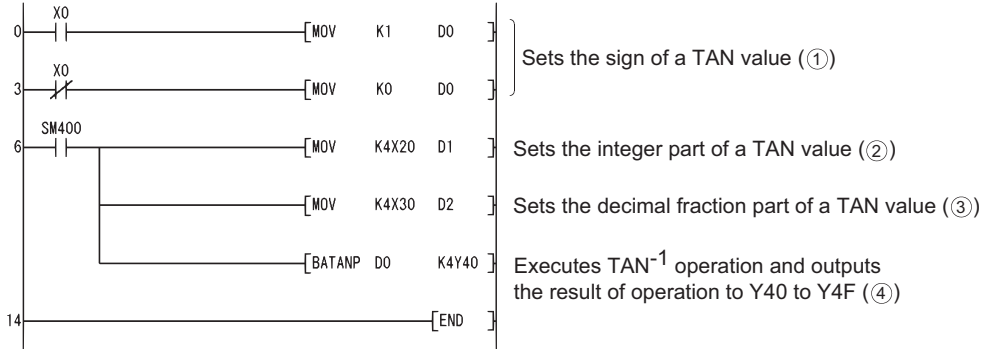 X0
0 [MOV K1 D0 ]
Sets the sign of a TAN value (①)
X0
3 [MOV K0 D0 ]
SM400
6 [MOV K4X20 D1 ] Sets the integer part of a TAN value (②)
[MOV K4X30 D2 ] Sets the decimal fraction part of a TAN value (③)
[BATANP D0 K4Y40 ] Executes TAN-1 operation and outputs
the result of operation to Y40 to Y4F (④)
14 [END ]